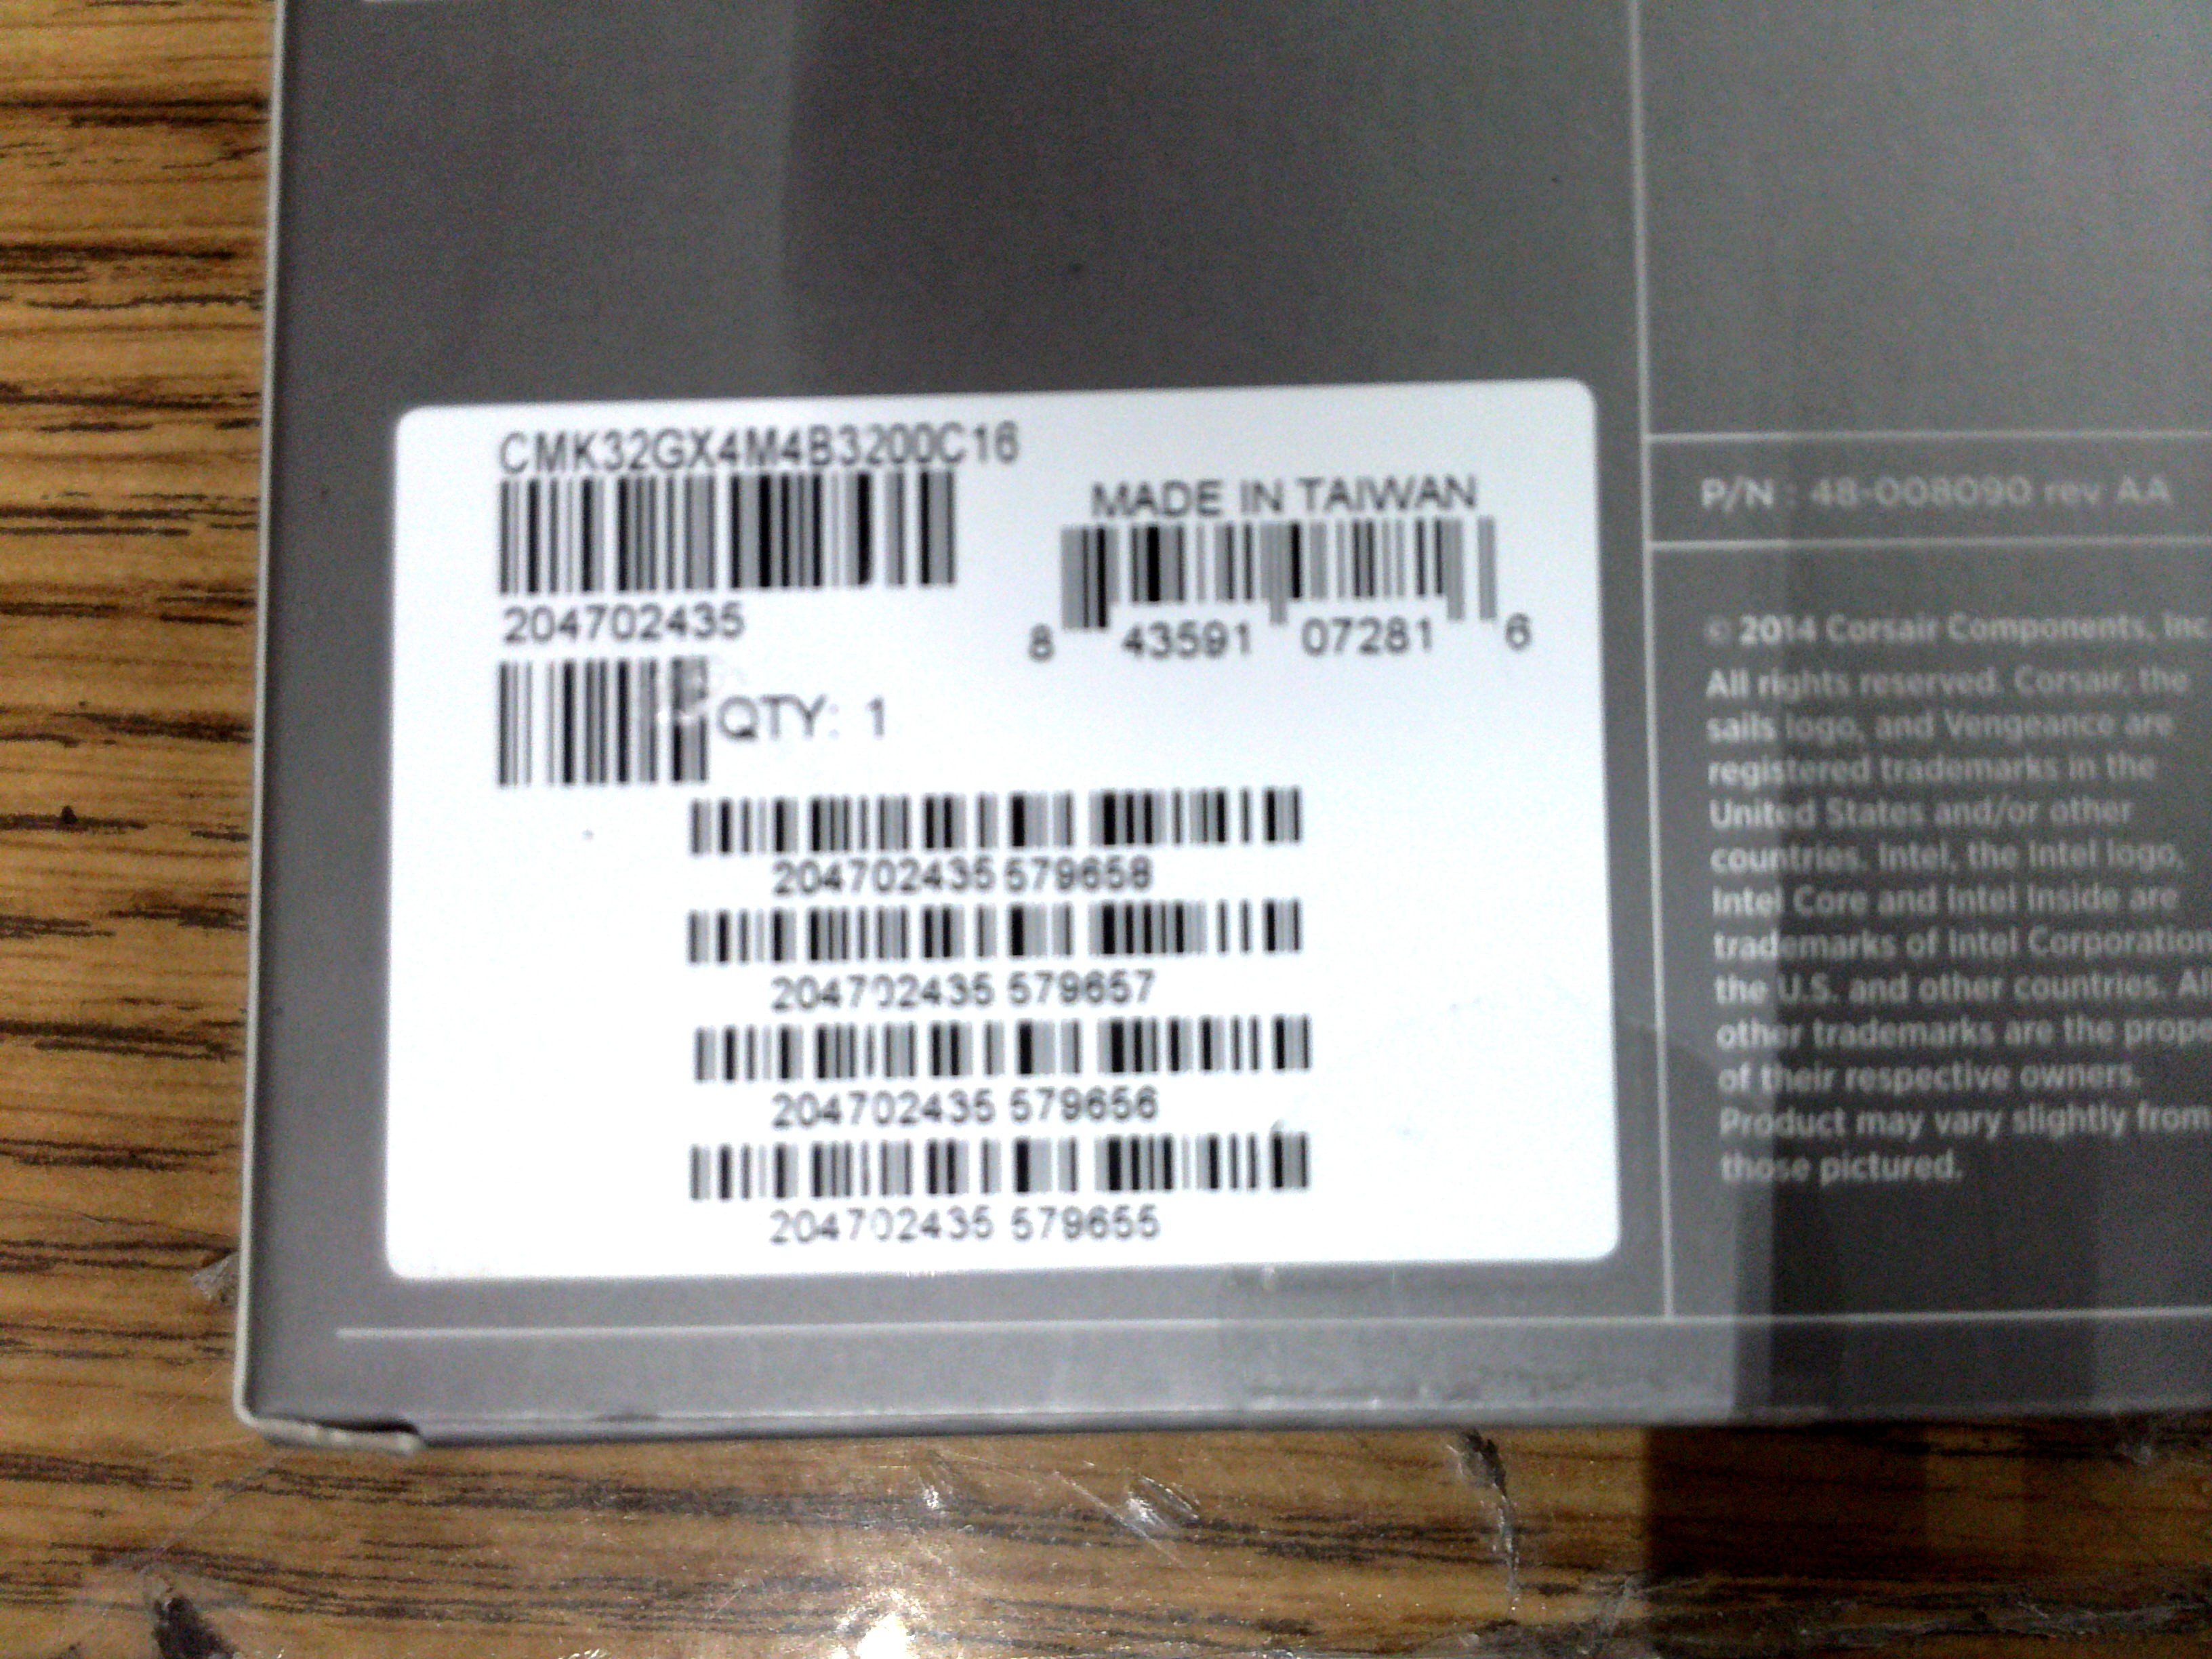 CMK32GX4M4B3200C16
MADE IN TAIWAN
204702435
8 43591 07281 6
QTY: 1
204702435 579658
204702435 579657
204702435 579656
204702435 579655
P/N : 48-008090 rev AA
© 2014 Corsair Components, Inc
All rights reserved. Corsair, the
sails logo, and Vengeance are
registered trademarks in the
United States and/or other
countries. Intel, the Intel logo,
Intel Core and Intel Inside are
trademarks of Intel Corporation
the U.S. and other countries. Al
other trademarks are the prope
of their respective owners.
Product may vary slightly from
those pictured.